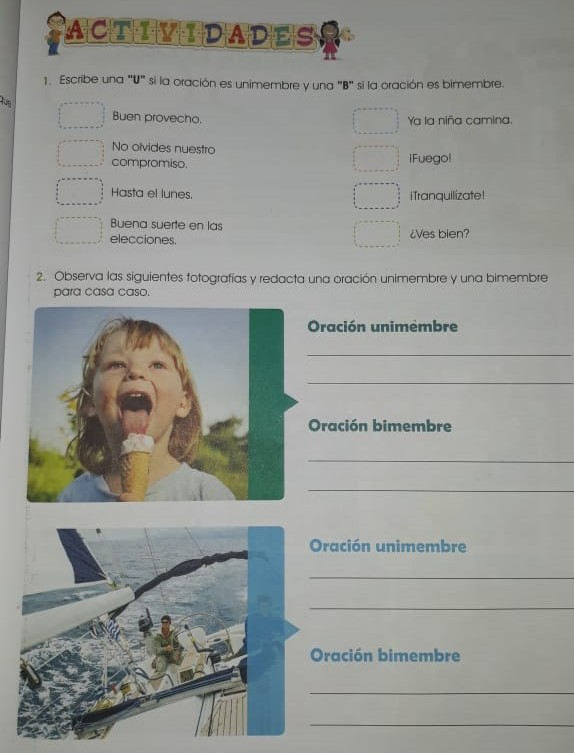 ACTIVIDADES
1. Escribe una "U" si la oración es unimembre y una "B" si la oración es bimembre.
Buen provecho.
Ya la niña camina.
No olvides nuestro
compromiso.
¡Fuego!
Hasta el lunes.
¡Tranquilízate!
Buena suerte en las
elecciones.
¿Ves bien?
2. Observa las siguientes fotografías y redacta una oración unimembre y una bimembre
para casa caso.
Oración unimembre
Oración bimembre
Oración unimembre
Oración bimembre